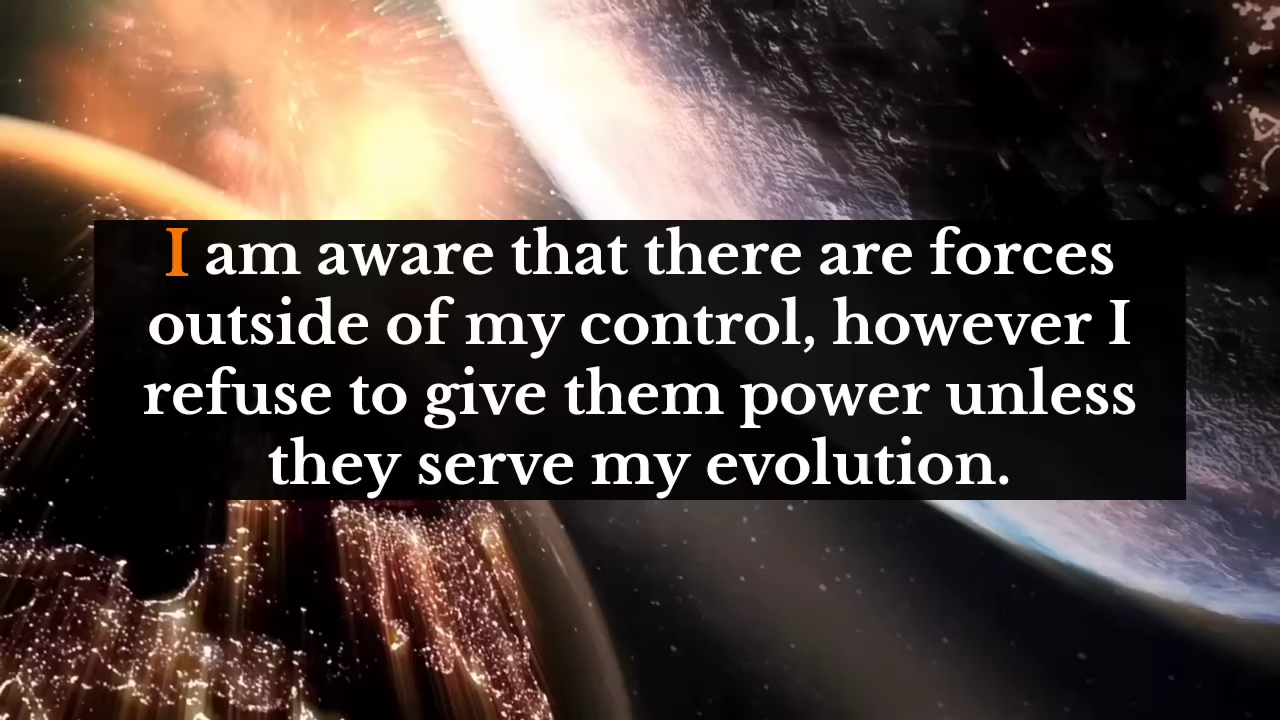 I am aware that there are forces
outside of my control, however I
refuse to give them power unless
they serve my evolution.